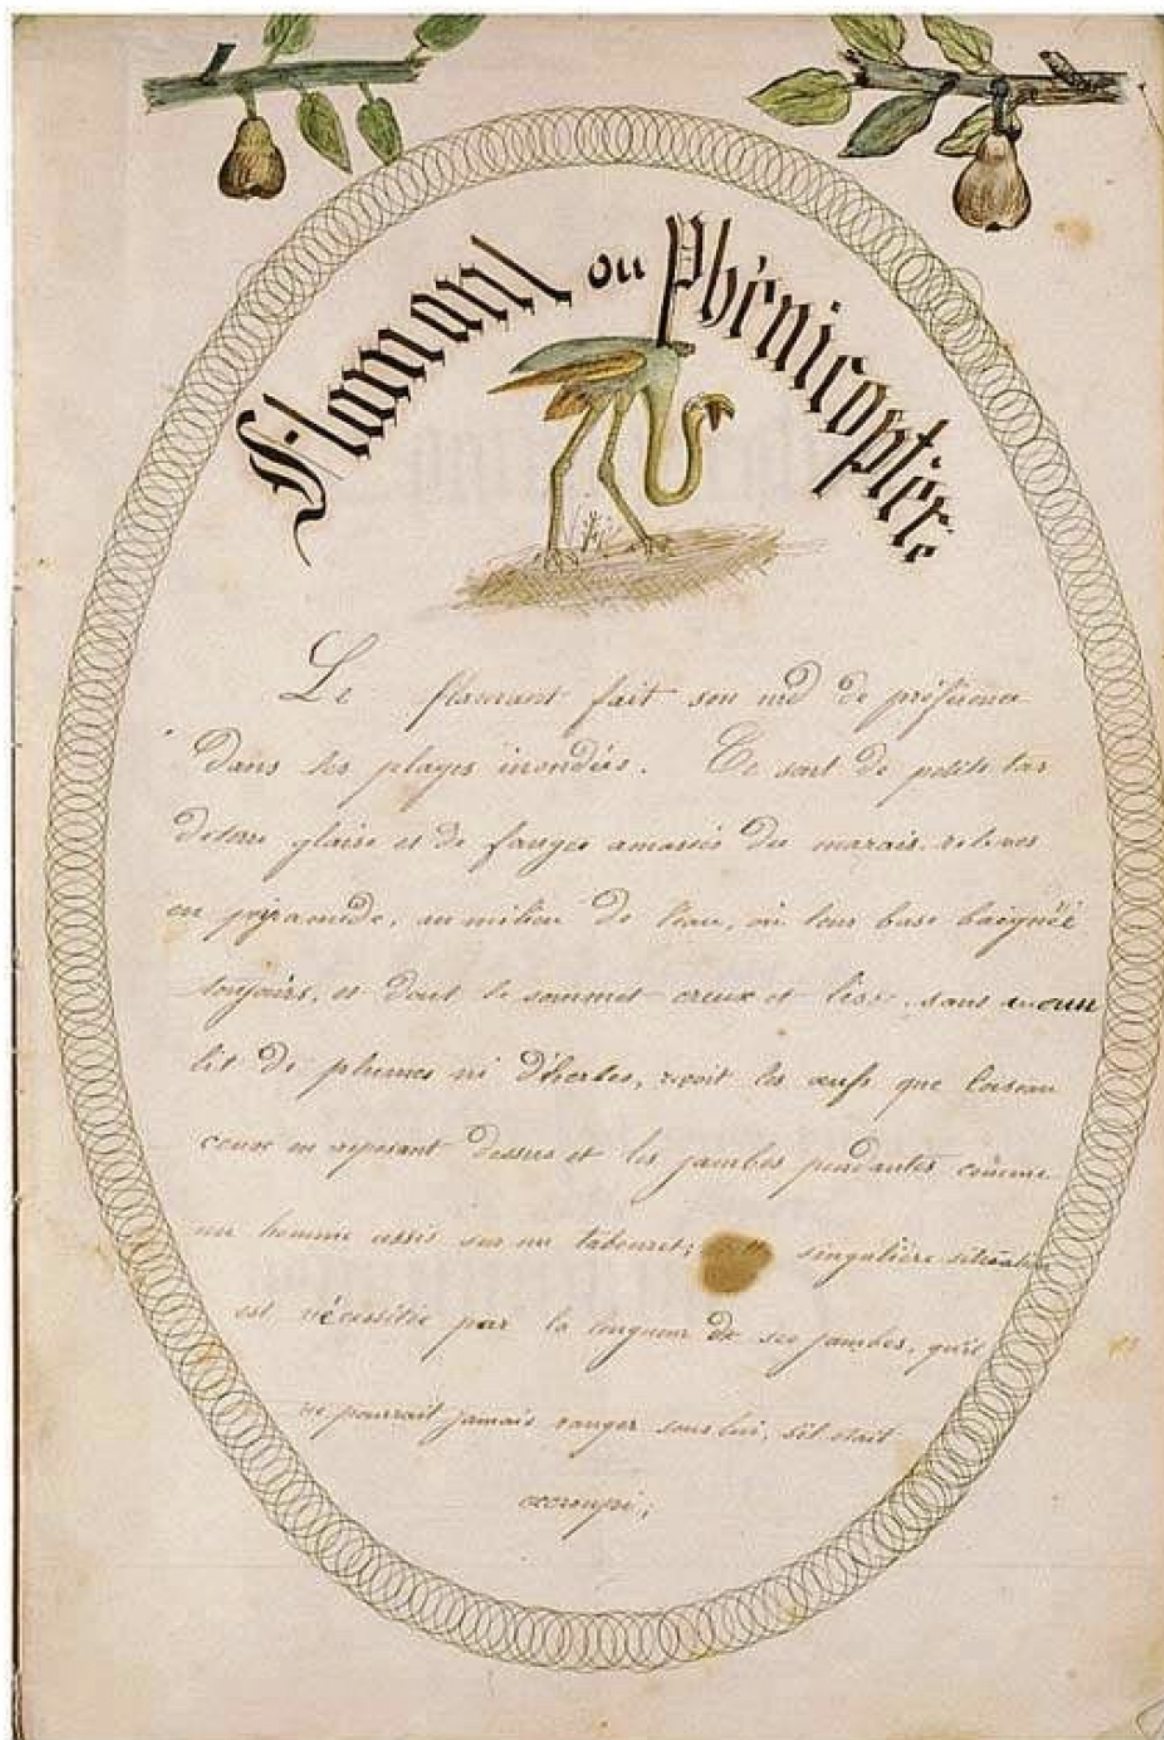 Flamant ou Phénicoptère
Le flamant fait son nid de préférence
Dans les plages inondées. Ce sont de petits tas
de terre glaise et de fanges amassés du marais relevés
en pyramide, au milieu de l'eau, où leur base baignée
toujours, et dont le sommet creux et lisse, sans aucun
lit de plumes ni d'herbes, reçoit les œufs que l'oiseau
couve en reposant dessus et les jambes pendantes comme
un homme assis sur un tabouret; singulière situation
est nécessitée par la longueur de ses jambes, qu'il
ne pourrait jamais ranger sous lui, s'il était
accroupi;